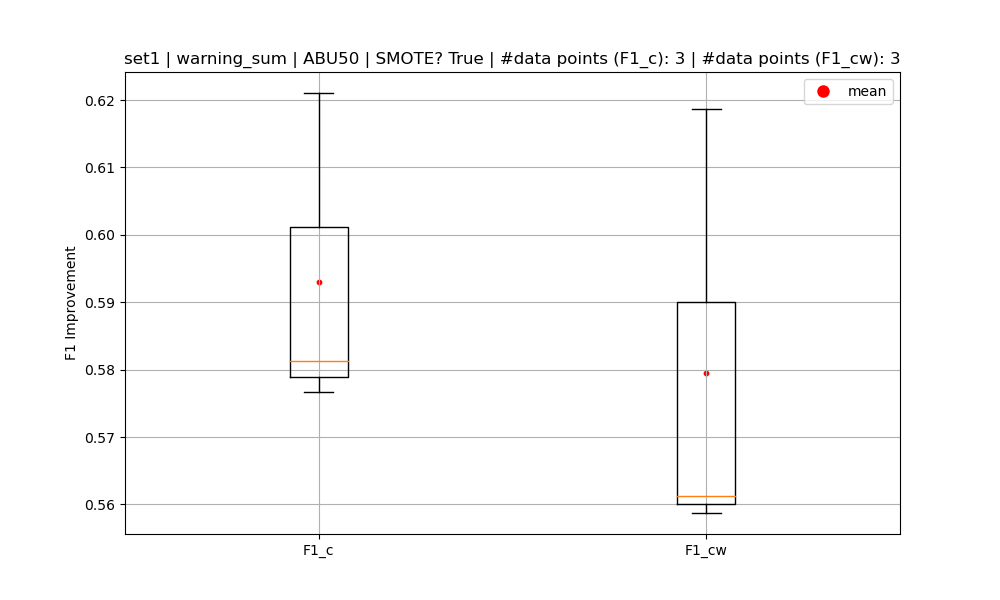 set1 | warning_sum | ABU50 | SMOTE? True | #data points (F1_c): 3 | #data points (F1_cw): 3
mean
0.62
0.61
0.60
0.59
0.58
0.57
0.56
F1 Improvement
F1_c
F1_cw